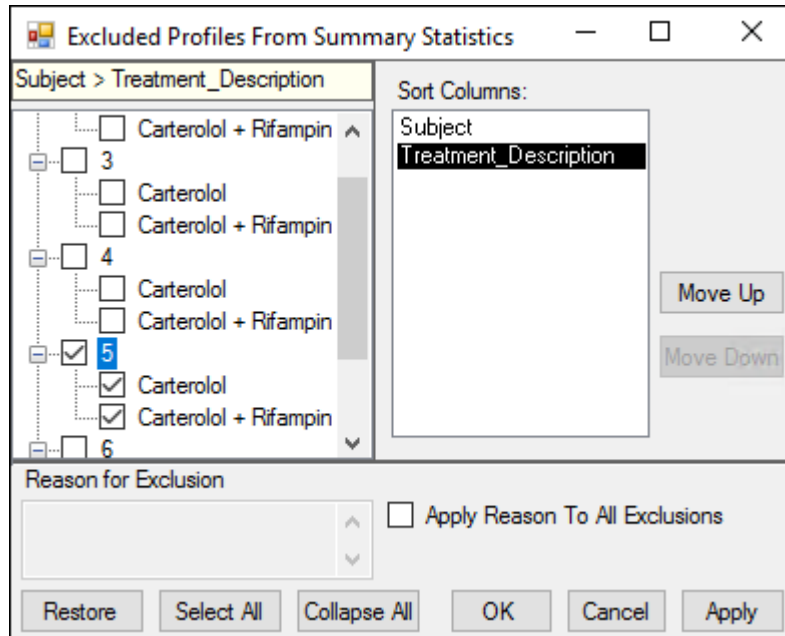 Excluded Profiles From Summary Statistics
Subject > Treatment_Description
Carterolol + Rifampin
3
Carterolol
Carterolol + Rifampin
4
Carterolol
Carterolol + Rifampin
5
Carterolol
Carterolol + Rifampin
6
Sort Columns:
Subject
Treatment_Description
Move Up
Move Down
Reason for Exclusion
Apply Reason To All Exclusions
Restore Select All Collapse All OK Cancel Apply